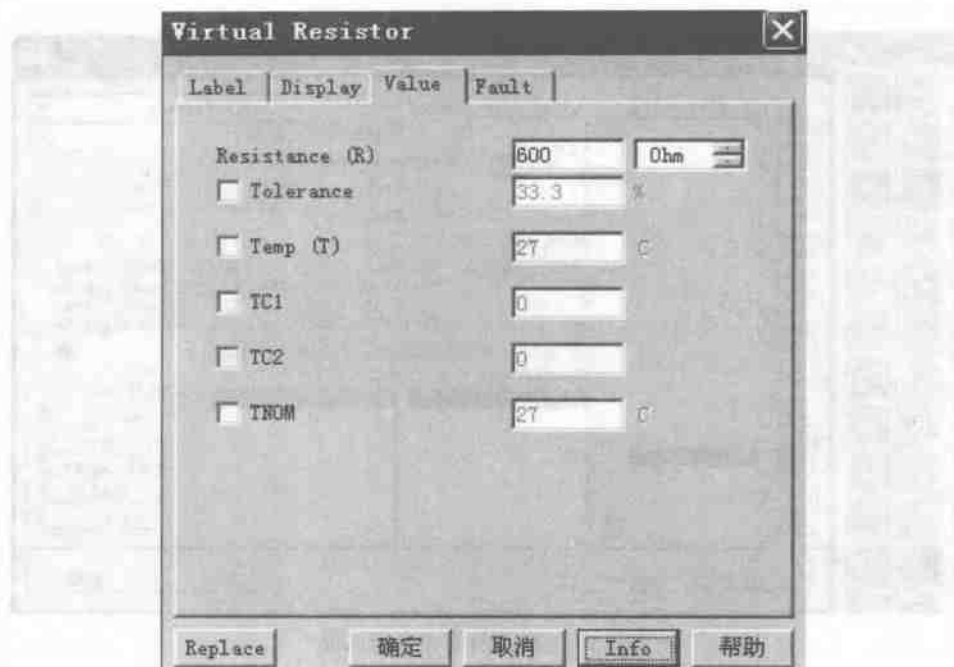 Virtual Resistor
Label Display Value Fault
Resistance (R) 600 Ohm
Tolerance 33.3 %
Temp (T) 27 C
TC1 0
TC2 0
TNOM 27 C
Replace 确定 取消 Info 帮助